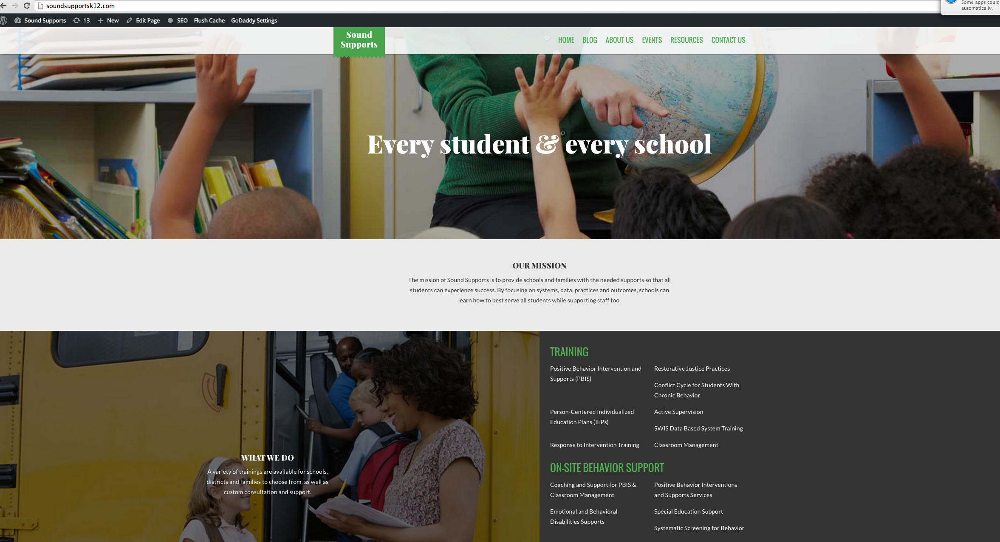 soundsupportsk12.com
Some apps could
automatically.
Sound Supports 13 New Edit Page SEO Flush Cache GoDaddy Settings
Sound
Supports
HOME BLOG ABOUT US EVENTS RESOURCES CONTACT US
Every student & every school
OUR MISSION
The mission of Sound Supports is to provide schools and families with the needed supports so that all
students can experience success. By focusing on systems, data, practices and outcomes, schools can
learn how to best serve all students while supporting staff too.
WHAT WE DO
A variety of trainings are available for schools,
districts and families to choose from, as well as
custom consultation and support.
TRAINING
Positive Behavior Intervention and
Supports (PBIS)
Restorative Justice Practices
Conflict Cycle for Students With
Chronic Behavior
Person-Centered Individualized
Education Plans (IEPs)
Active Supervision
SWIS Data Based System Training
Response to Intervention Training
Classroom Management
ON-SITE BEHAVIOR SUPPORT
Coaching and Support for PBIS &
Classroom Management
Positive Behavior Interventions
and Supports Services
Emotional and Behavioral
Disabilities Supports
Special Education Support
Systematic Screening for Behavior